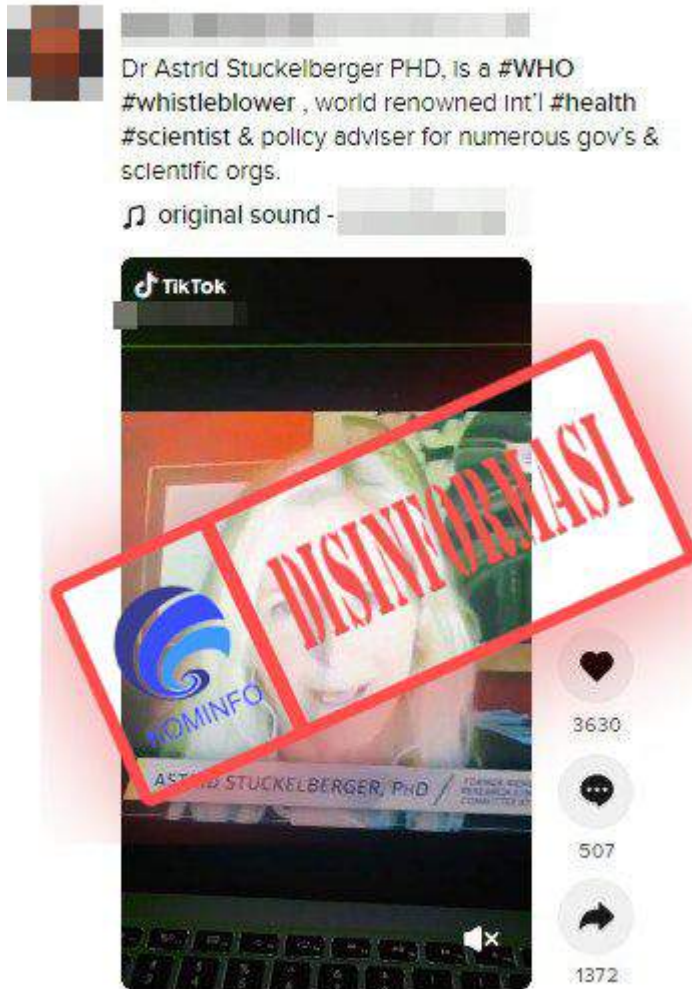 Dr Astrid Stuckelberger PHD, is a #WHO
#whistleblower , world renowned int'l #health
#scientist & policy adviser for numerous gov's &
scientific orgs.
original sound -
TikTok
DISINFORMASI
KOMINFO
ASTRID STUCKELBERGER, PHD /
3630
507
1372